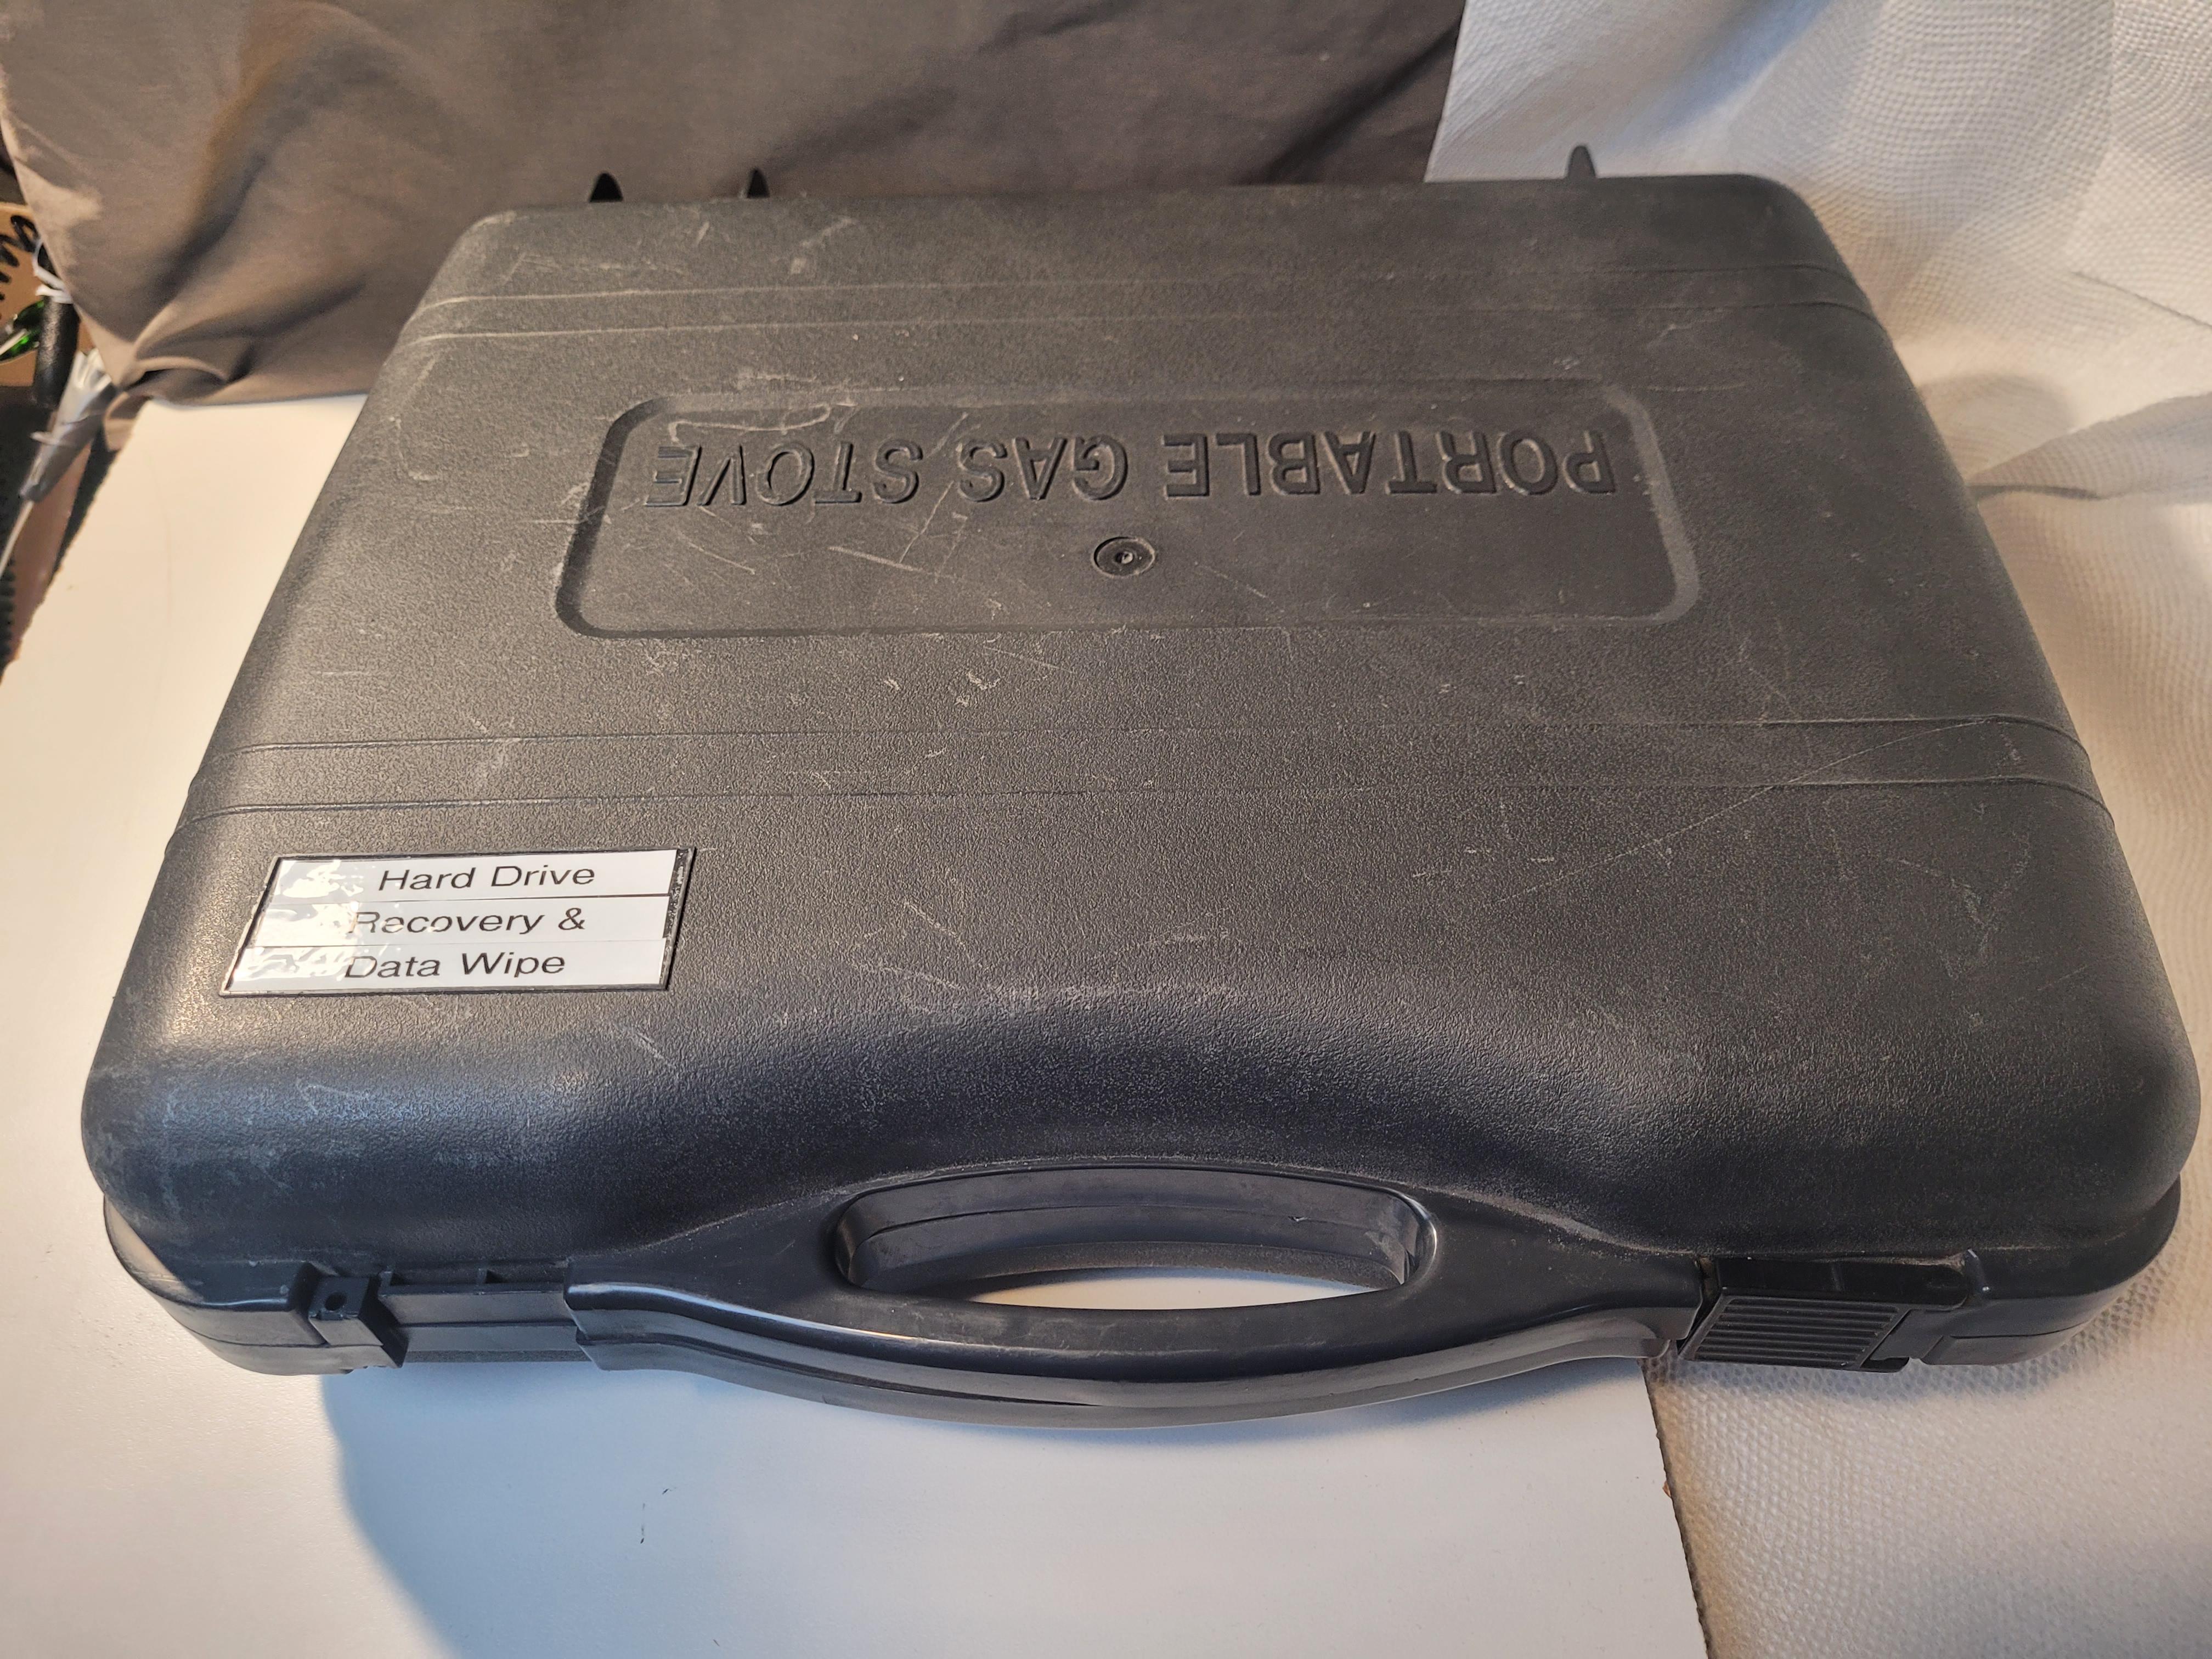 PORTABLE GAS STOVE
Hard Drive
Recovery &
Data Wipe